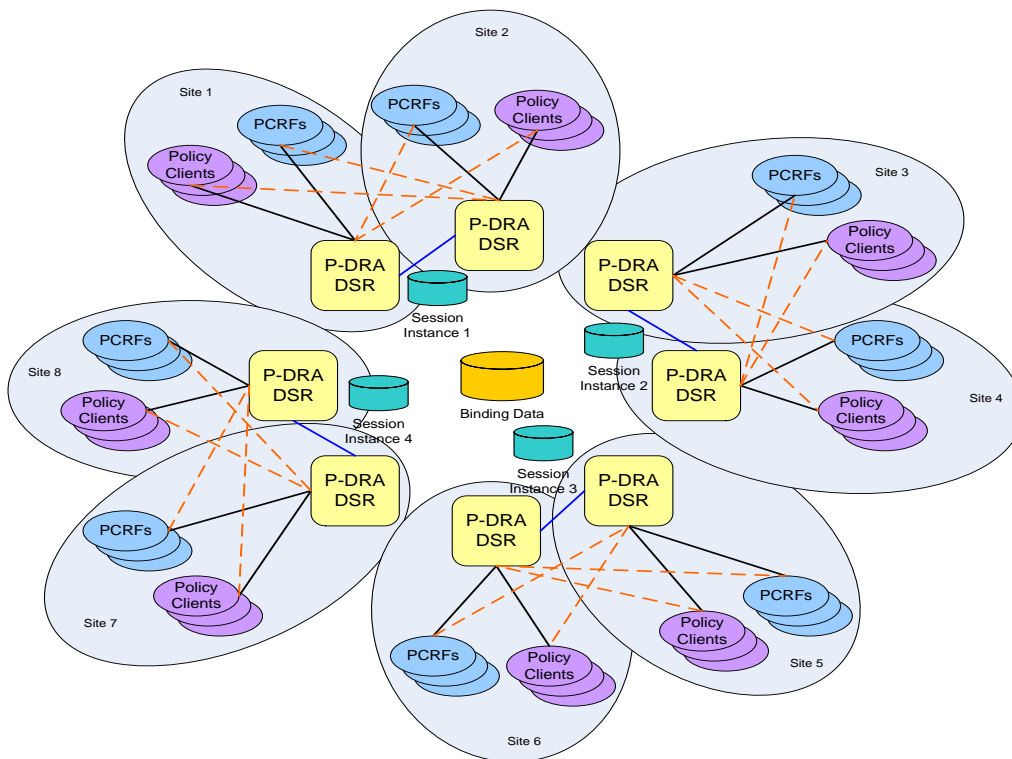 Site 1
PCRFs
Policy
Clients
P-DRA
DSR
Site 2
PCRFs
Policy
Clients
P-DRA
DSR
Session
Instance 1
Site 3
PCRFs
Policy
Clients
P-DRA
DSR
Session
Instance 2
Site 4
PCRFs
Policy
Clients
P-DRA
DSR
Binding Data
Site 8
PCRFs
Policy
Clients
P-DRA
DSR
Session
Instance 4
Site 7
PCRFs
Policy
Clients
P-DRA
DSR
Session
Instance 3
Site 6
PCRFs
Policy
Clients
P-DRA
DSR
Site 5
PCRFs
Policy
Clients
P-DRA
DSR